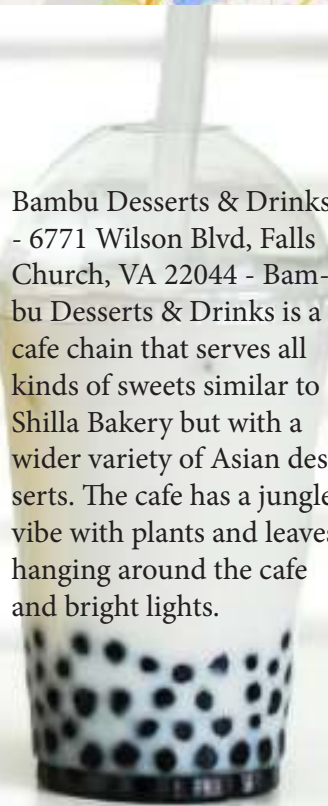 Bambu Desserts & Drinks
- 6771 Wilson Blvd, Falls
Church, VA 22044 - Bam-
bu Desserts & Drinks is a
cafe chain that serves all
kinds of sweets similar to
Shilla Bakery but with a
wider variety of Asian des
serts. The cafe has a jungle
vibe with plants and leaves
hanging around the cafe
and bright lights.